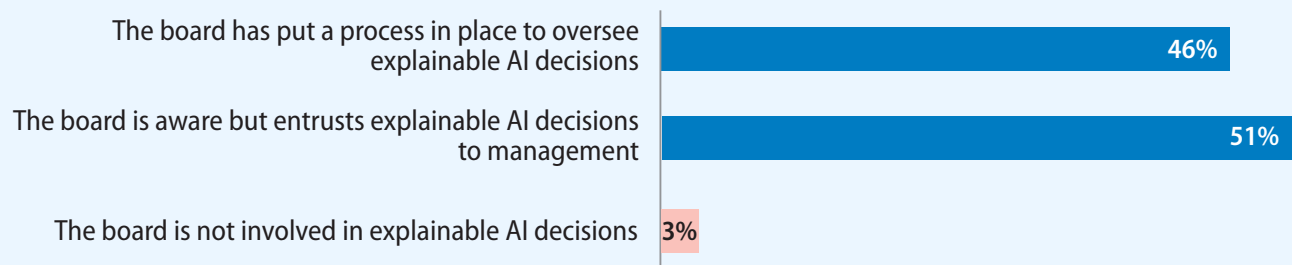 The board has put a process in place to oversee
explainable AI decisions
46%
The board is aware but entrusts explainable AI decisions
to management
51%
The board is not involved in explainable AI decisions
3%